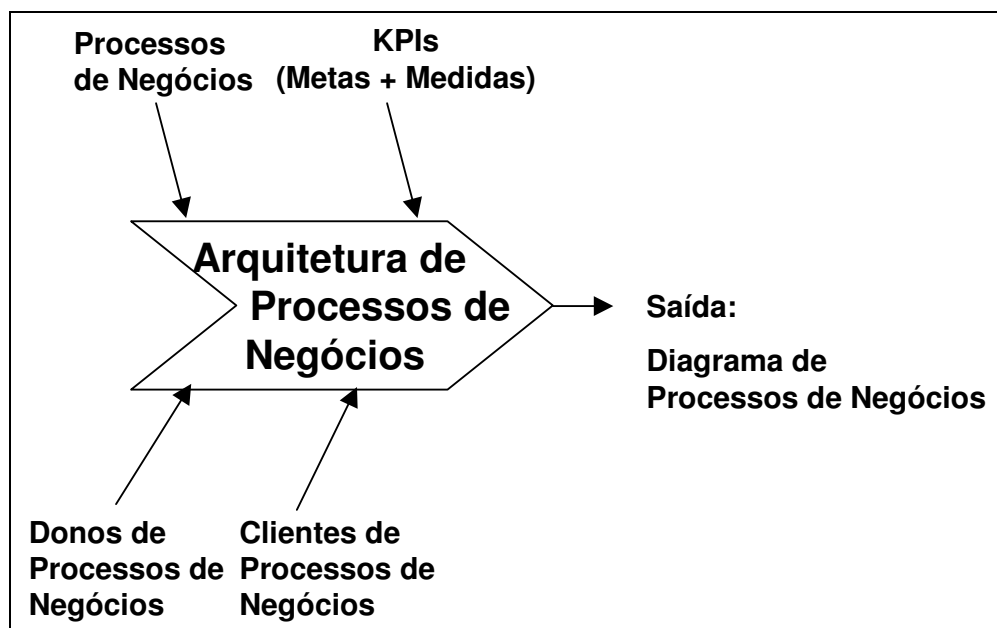 Processos
de Negócios
KPIs
(Metas + Medidas)
Arquitetura de
Processos de
Negócios
Saída:
Diagrama de
Processos de Negócios
Donos de
Processos de
Negócios
Clientes de
Processos de
Negócios